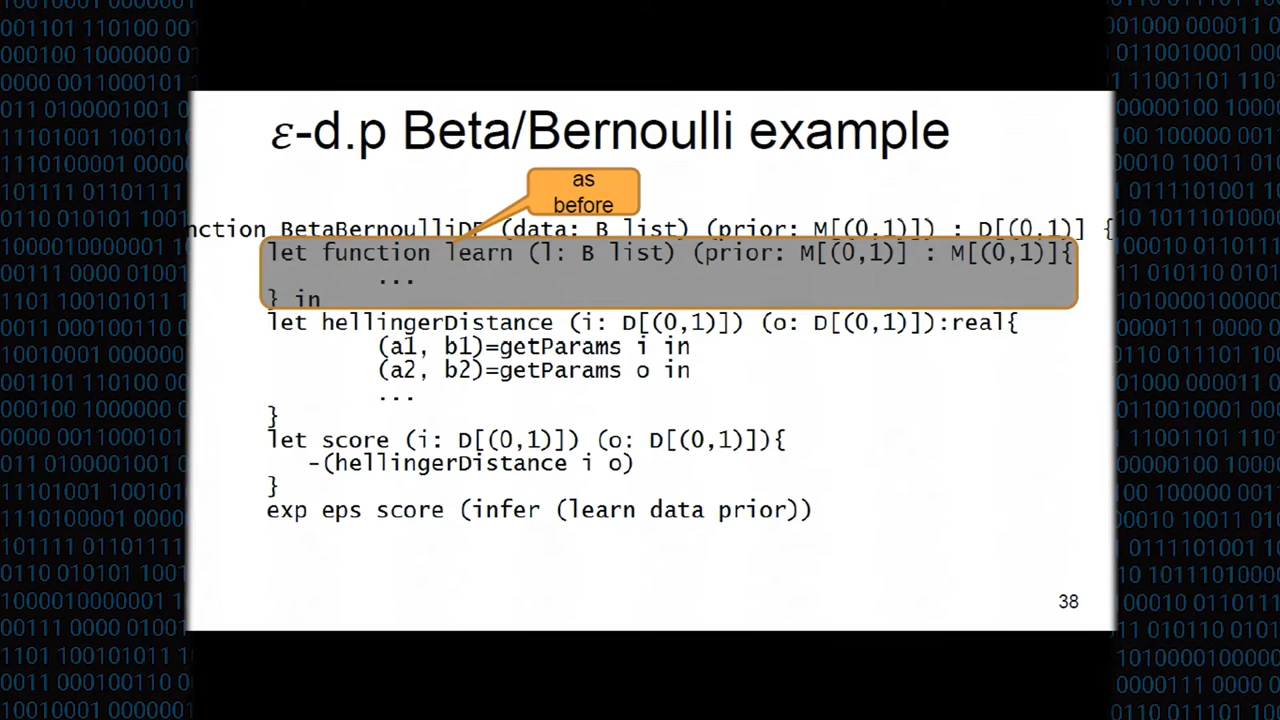 ε-d.p Beta/Bernoulli example
as
before
nction BetaBernoulliDP (data: B list) (prior: M[(0,1)]) : D[(0,1)] {
let function learn (l: B list) (prior: M[(0,1)] : M[(0,1)]{
...
} in
let hellingerDistance (i: D[(0,1)]) (o: D[(0,1)]):real{
(a1, b1)=getParams i in
(a2, b2)=getParams o in
...
}
let score (i: D[(0,1)]) (o: D[(0,1)]){
-(hellingerDistance i o)
}
exp eps score (infer (learn data prior))
38